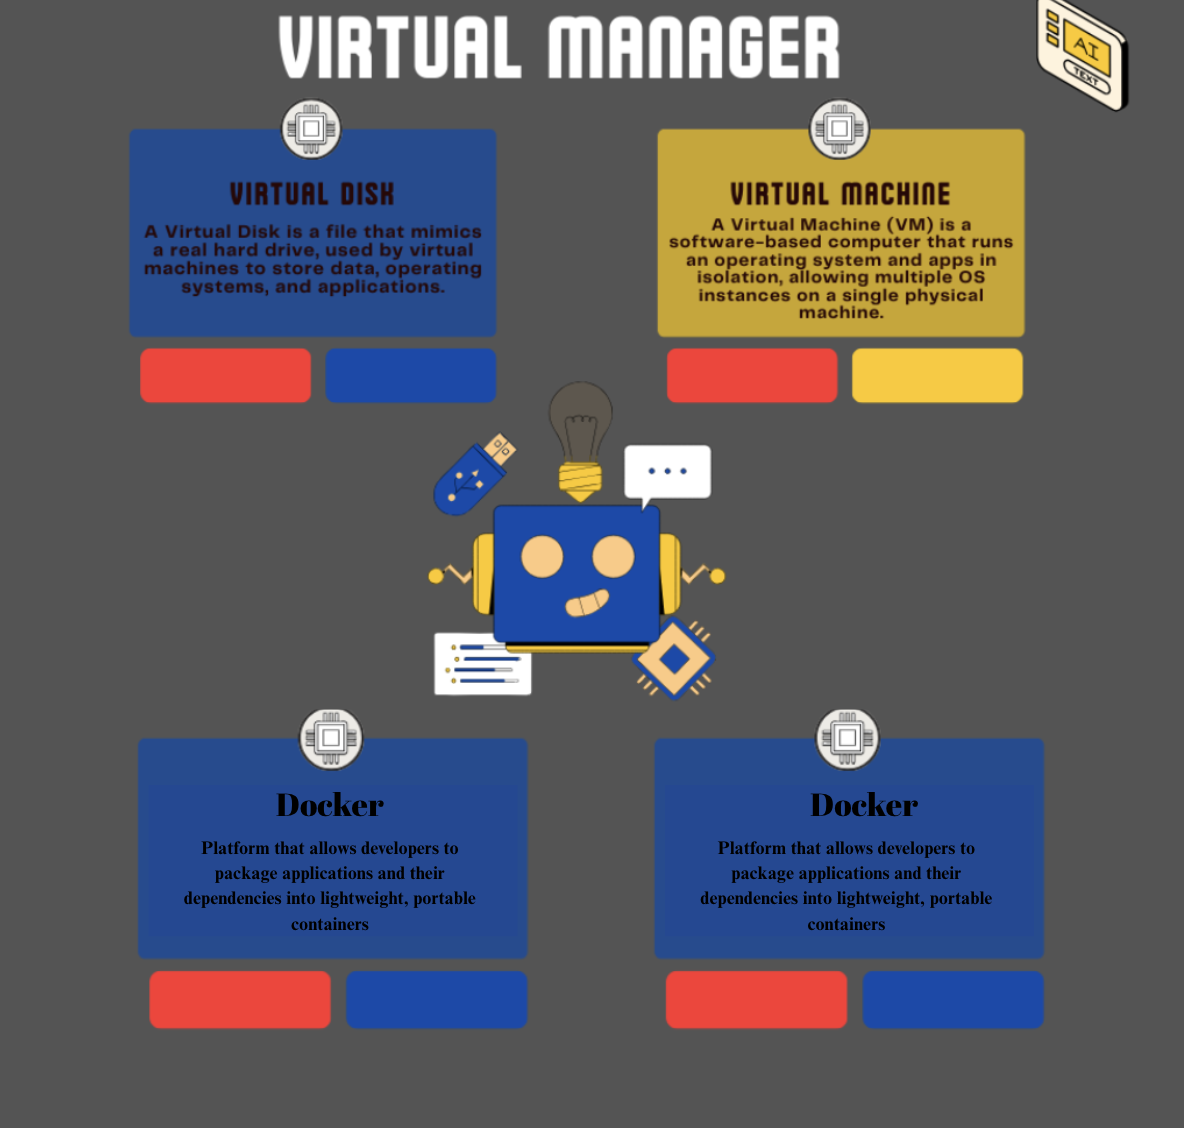 VIRTUAL MANAGER
AI
TEXT
VIRTUAL DISK
A Virtual Disk is a file that mimics
a real hard drive, used by virtual
machines to store data, operating
systems, and applications.
VIRTUAL MACHINE
A Virtual Machine (VM) is a
software-based computer that runs
an operating system and apps in
isolation, allowing multiple OS
instances on a single physical
machine.
Docker
Platform that allows developers to
package applications and their
dependencies into lightweight, portable
containers
Docker
Platform that allows developers to
package applications and their
dependencies into lightweight, portable
containers